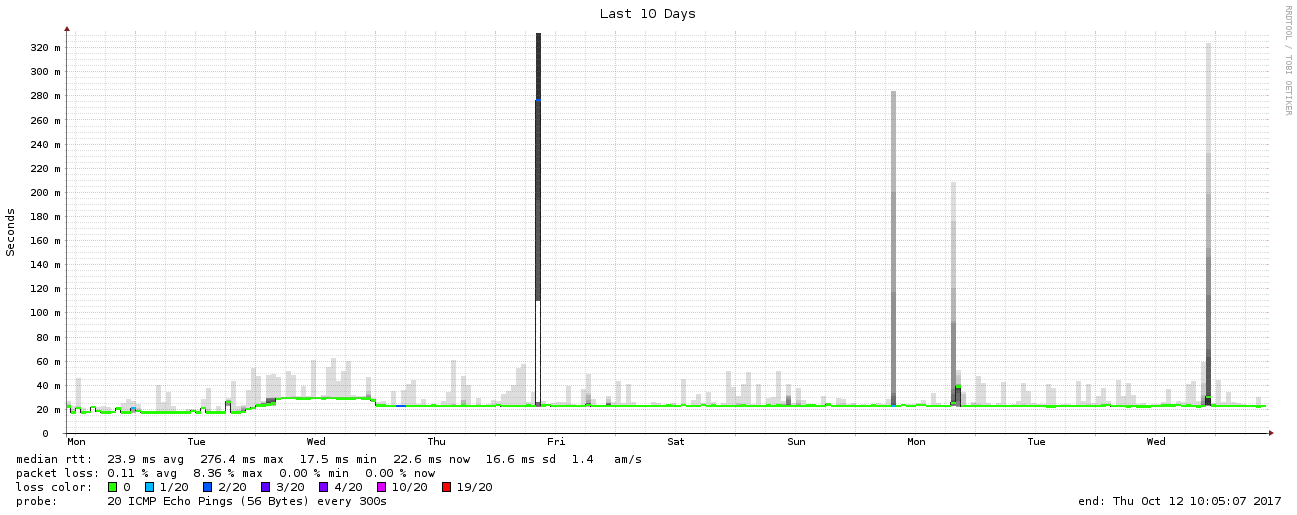 Last 10 Days
RRDTOOL / TOBI OETIKER
Seconds
320 m
300 m
280 m
260 m
240 m
220 m
200 m
180 m
160 m
140 m
120 m
100 m
80 m
60 m
40 m
20 m
0
Mon Tue Wed Thu Fri Sat Sun Mon Tue Wed
median rtt: 23.9 ms avg 276.4 ms max 17.5 ms min 22.6 ms now 16.6 ms sd 1.4 am/s
packet loss: 0.11 % avg 8.36 % max 0.00 % min 0.00 % now
loss color: 0 1/20 2/20 3/20 4/20 10/20 19/20
probe: 20 ICMP Echo Pings (56 Bytes) every 300s end: Thu Oct 12 10:05:07 2017